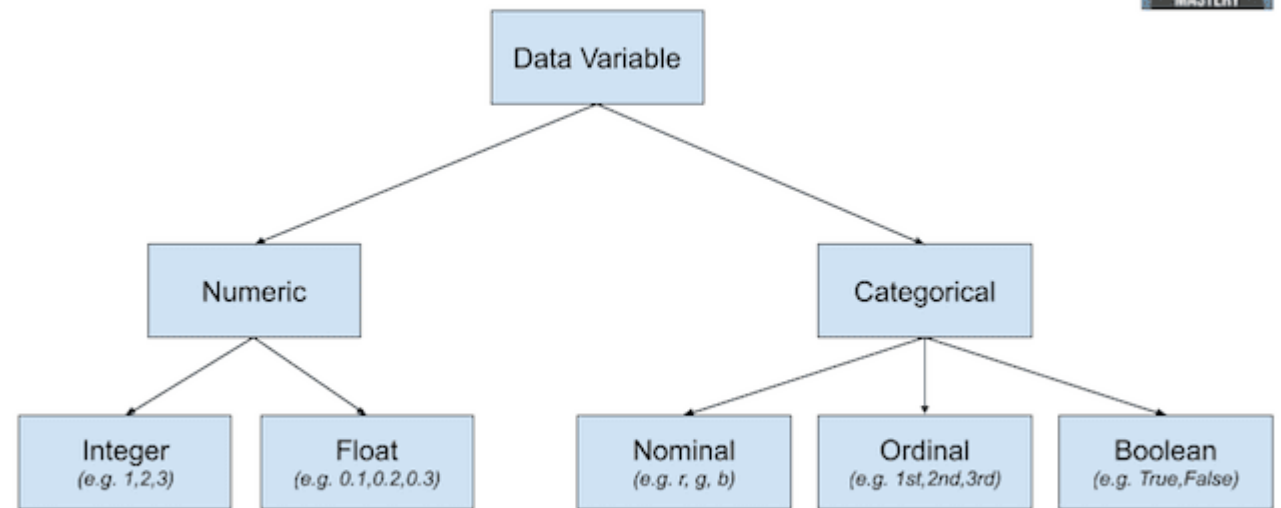 MASTERY
Data Variable
Numeric
Categorical
Integer
(e.g. 1,2,3)
Float
(e.g. 0.1,0.2,0.3)
Nominal
(e.g. r, g, b)
Ordinal
(e.g. 1st,2nd,3rd)
Boolean
(e.g. True,False)